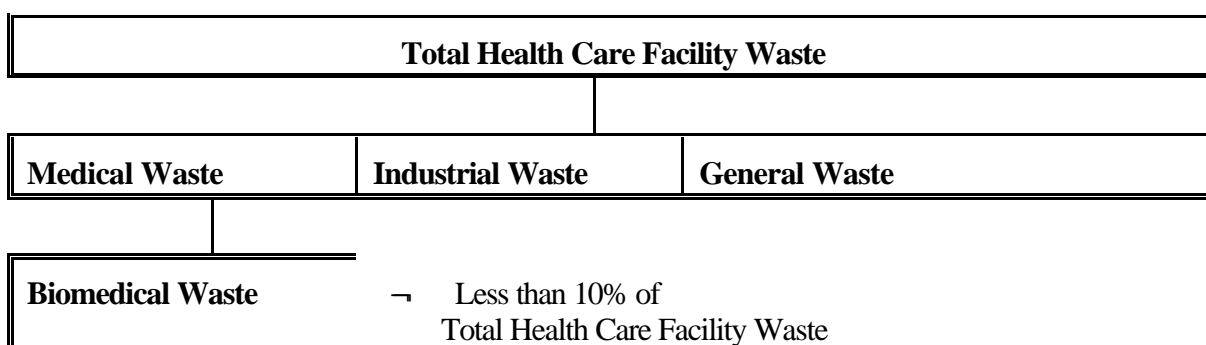 Total Health Care Facility Waste
Medical Waste Industrial Waste General Waste
Biomedical Waste ¬ Less than 10% of
Total Health Care Facility Waste